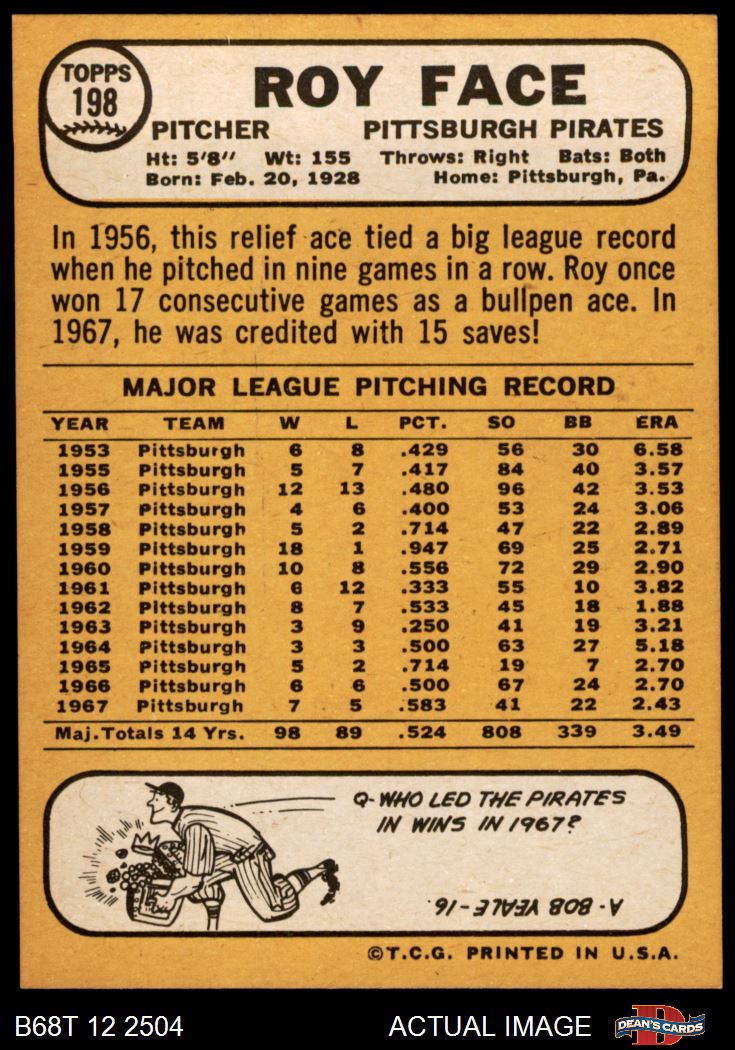 TOPPS
198
ROY FACE
PITCHER PITTSBURGH PIRATES
Ht: 5'8" Wt: 155 Throws: Right Bats: Both
Born: Feb. 20, 1928 Home: Pittsburgh, Pa.
In 1956, this relief ace tied a big league record
when he pitched in nine games in a row. Roy once
won 17 consecutive games as a bullpen ace. In
1967, he was credited with 15 saves!
MAJOR LEAGUE PITCHING RECORD
YEAR TEAM W L PCT. SO BB ERA
1953 Pittsburgh 6 8 .429 56 30 6.58
1955 Pittsburgh 5 7 .417 84 40 3.57
1956 Pittsburgh 12 13 .480 96 42 3.53
1957 Pittsburgh 4 6 .400 53 24 3.06
1958 Pittsburgh 5 2 .714 47 22 2.89
1959 Pittsburgh 18 1 .947 69 25 2.71
1960 Pittsburgh 10 8 .556 72 29 2.90
1961 Pittsburgh 6 12 .333 55 10 3.82
1962 Pittsburgh 8 7 .533 45 18 1.88
1963 Pittsburgh 3 9 .250 41 19 3.21
1964 Pittsburgh 3 3 .500 63 27 5.18
1965 Pittsburgh 5 2 .714 19 7 2.70
1966 Pittsburgh 6 6 .500 67 24 2.70
1967 Pittsburgh 7 5 .583 41 22 2.43
Maj. Totals 14 Yrs. 98 89 .524 808 339 3.49
Q-WHO LED THE PIRATES
IN WINS IN 1967?
A-BOB VEALE-16
©T.C.G. PRINTED IN U.S.A.
B68T 12 2504 ACTUAL IMAGE DEAN'S CARDS